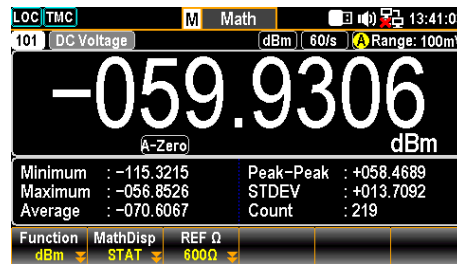 LOC TMC M Math 13:41:0
101 DC Voltage dBm 60/s A Range: 100m
-059.9306
A-Zero dBm
Minimum : -115.3215 Peak-Peak : +058.4689
Maximum : -056.8526 STDEV : +013.7092
Average : -070.6067 Count : 219
Function MathDisp REF Ω
dBm STAT 600Ω